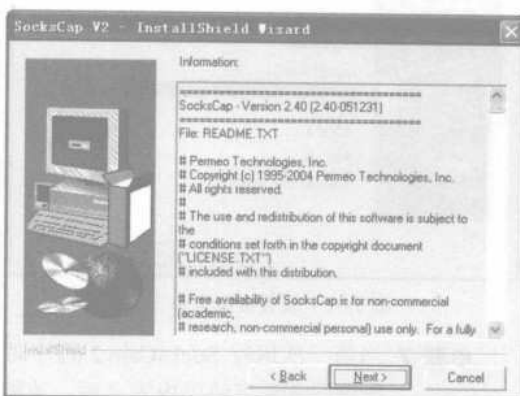 SocksCap V2 - InstallShield Wizard
Information:
==================================================
SocksCap - Version 2.40 (2.40-051231)
==================================================
File: README.TXT
# Permeo Technologies, Inc.
# Copyright (c) 1995-2004 Permeo Technologies, Inc.
# All rights reserved.
#
# The use and redistribution of this software is subject to
the
# conditions set forth in the copyright document
("LICENSE.TXT")
# included with this distribution.
# Free availability of SocksCap is for non-commercial
(academic,
# research, non-commercial personal) use only. For a fully
InstallShield
< Back
Next >
Cancel